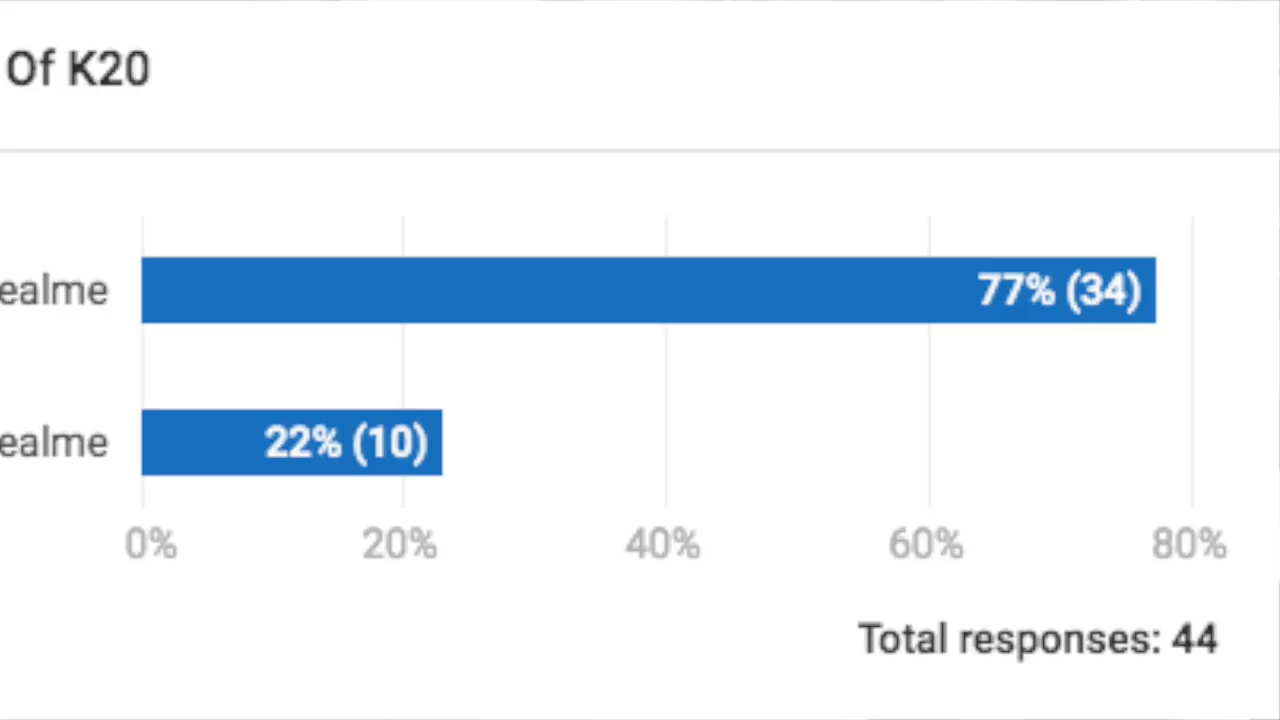 Of K20
ealme
77% (34)
ealme
22% (10)
0% 20% 40% 60% 80%
Total responses: 44